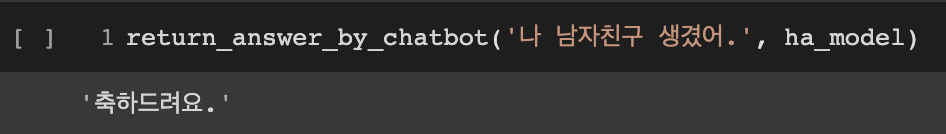 [ ] 1 return_answer_by_chatbot('나 남자친구 생겼어.', ha_model)
'축하드려요.'